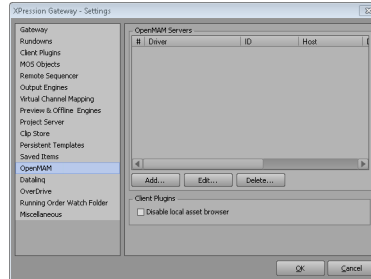 XPression Gateway - Settings
Gateway
Rundowns
Client Plugins
MOS Objects
Remote Sequencer
Output Engines
Virtual Channel Mapping
Preview & Offline Engines
Project Server
Clip Store
Persistent Templates
Saved Items
OpenMAM
Datalinq
OverDrive
Running Order Watch Folder
Miscellaneous
OpenMAM Servers
# Driver ID Host
Add... Edit... Delete...
Client Plugins
Disable local asset browser
OK Cancel